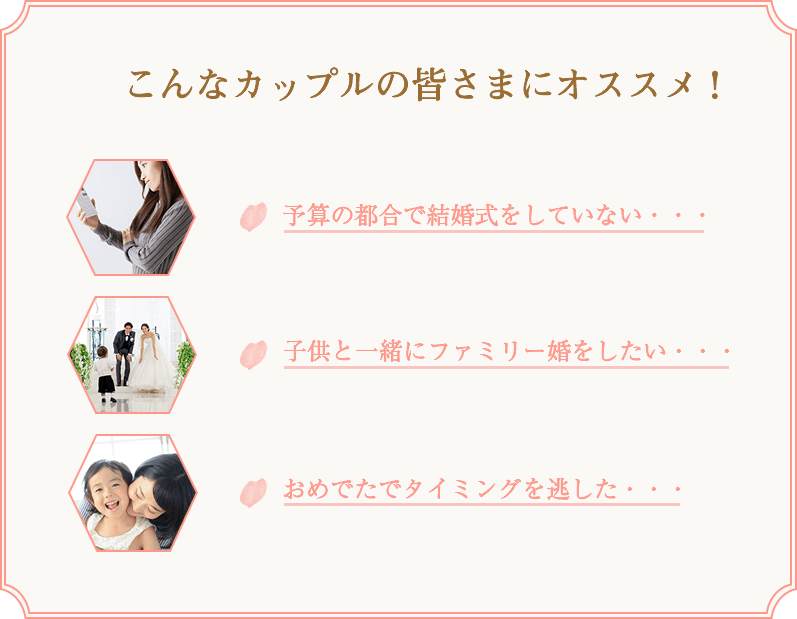 こんなカップルの皆さまにオススメ！
予算の都合で結婚式をしていない・・・
子供と一緒にファミリー婚をしたい・・・
おめでたでタイミングを逃した・・・